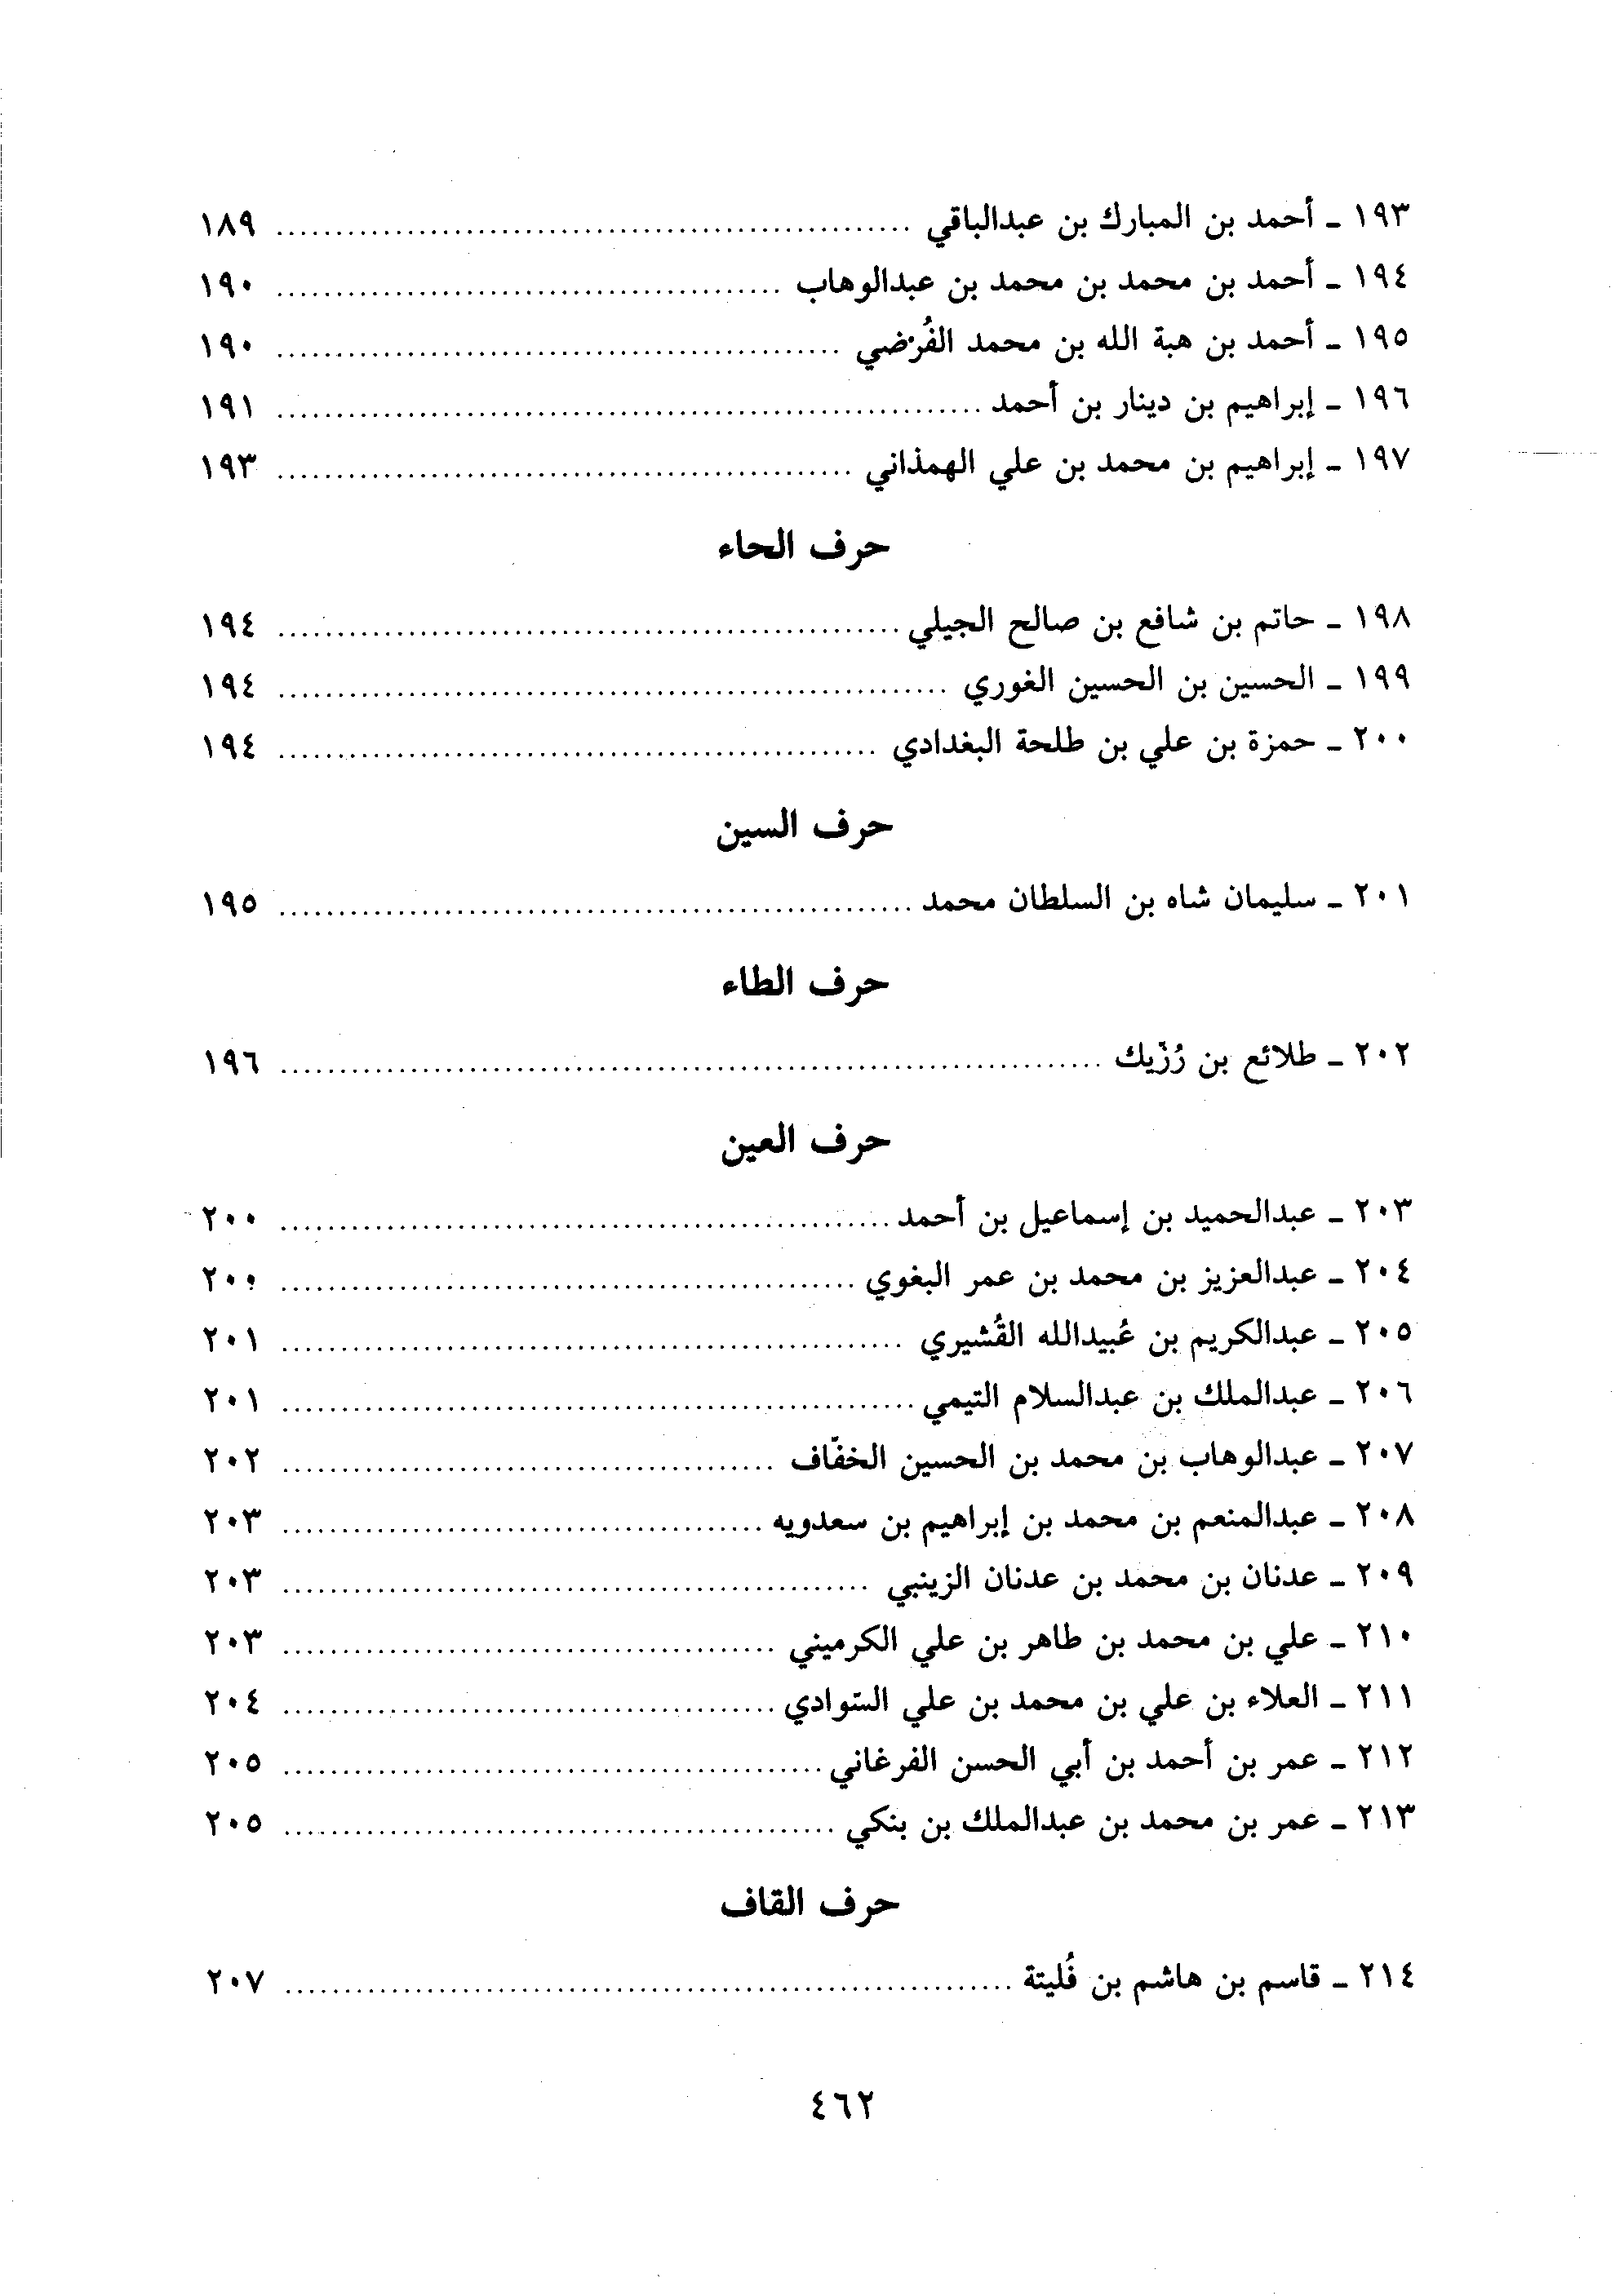 ١٩٣ ـ أحمد بن المبارك بن عبدالباقي ........ ١٨٩
١٩٤ ـ أحمد بن محمد بن محمد بن عبدالوهاب ........ ١٩٠
١٩٥ ـ أحمد بن هبة الله بن محمد الفُرْضي ........ ١٩٠
١٩٦ ـ إبراهيم بن دينار بن أحمد ........ ١٩١
١٩٧ ـ إبراهيم بن محمد بن علي الهمذاني ........ ١٩٣
حرف الحاء
١٩٨ ـ حاتم بن شافع بن صالح الجيلي ........ ١٩٤
١٩٩ ـ الحسين بن الحسين الغوري ........ ١٩٤
٢٠٠ ـ حمزة بن علي بن طلحة البغدادي ........ ١٩٤
حرف السين
٢٠١ ـ سليمان شاه بن السلطان محمد ........ ١٩٥
حرف الطاء
٢٠٢ ـ طلائع بن رُزّيك ........ ١٩٦
حرف العين
٢٠٣ ـ عبدالحميد بن إسماعيل بن أحمد ........ ٢٠٠
٢٠٤ ـ عبدالعزيز بن محمد بن عمر البغوي ........ ٢٠٠
٢٠٥ ـ عبدالكريم بن عُبيدالله القُشيري ........ ٢٠١
٢٠٦ ـ عبدالملك بن عبدالسلام التيمي ........ ٢٠١
٢٠٧ ـ عبدالوهاب بن محمد بن الحسين الخفّاف ........ ٢٠٢
٢٠٨ ـ عبدالمنعم بن محمد بن إبراهيم بن سعدويه ........ ٢٠٣
٢٠٩ ـ عدنان بن محمد بن عدنان الزينبي ........ ٢٠٣
٢١٠ ـ علي بن محمد بن طاهر بن علي الكرميني ........ ٢٠٣
٢١١ ـ العلاء بن علي بن محمد بن علي السّوادي ........ ٢٠٤
٢١٢ ـ عمر بن أحمد بن أبي الحسن الفرغاني ........ ٢٠٥
٢١٣ ـ عمر بن محمد بن عبدالملك بن بنكي ........ ٢٠٥
حرف القاف
٢١٤ ـ قاسم بن هاشم بن فُليتة ........ ٢٠٧
٤٦٢